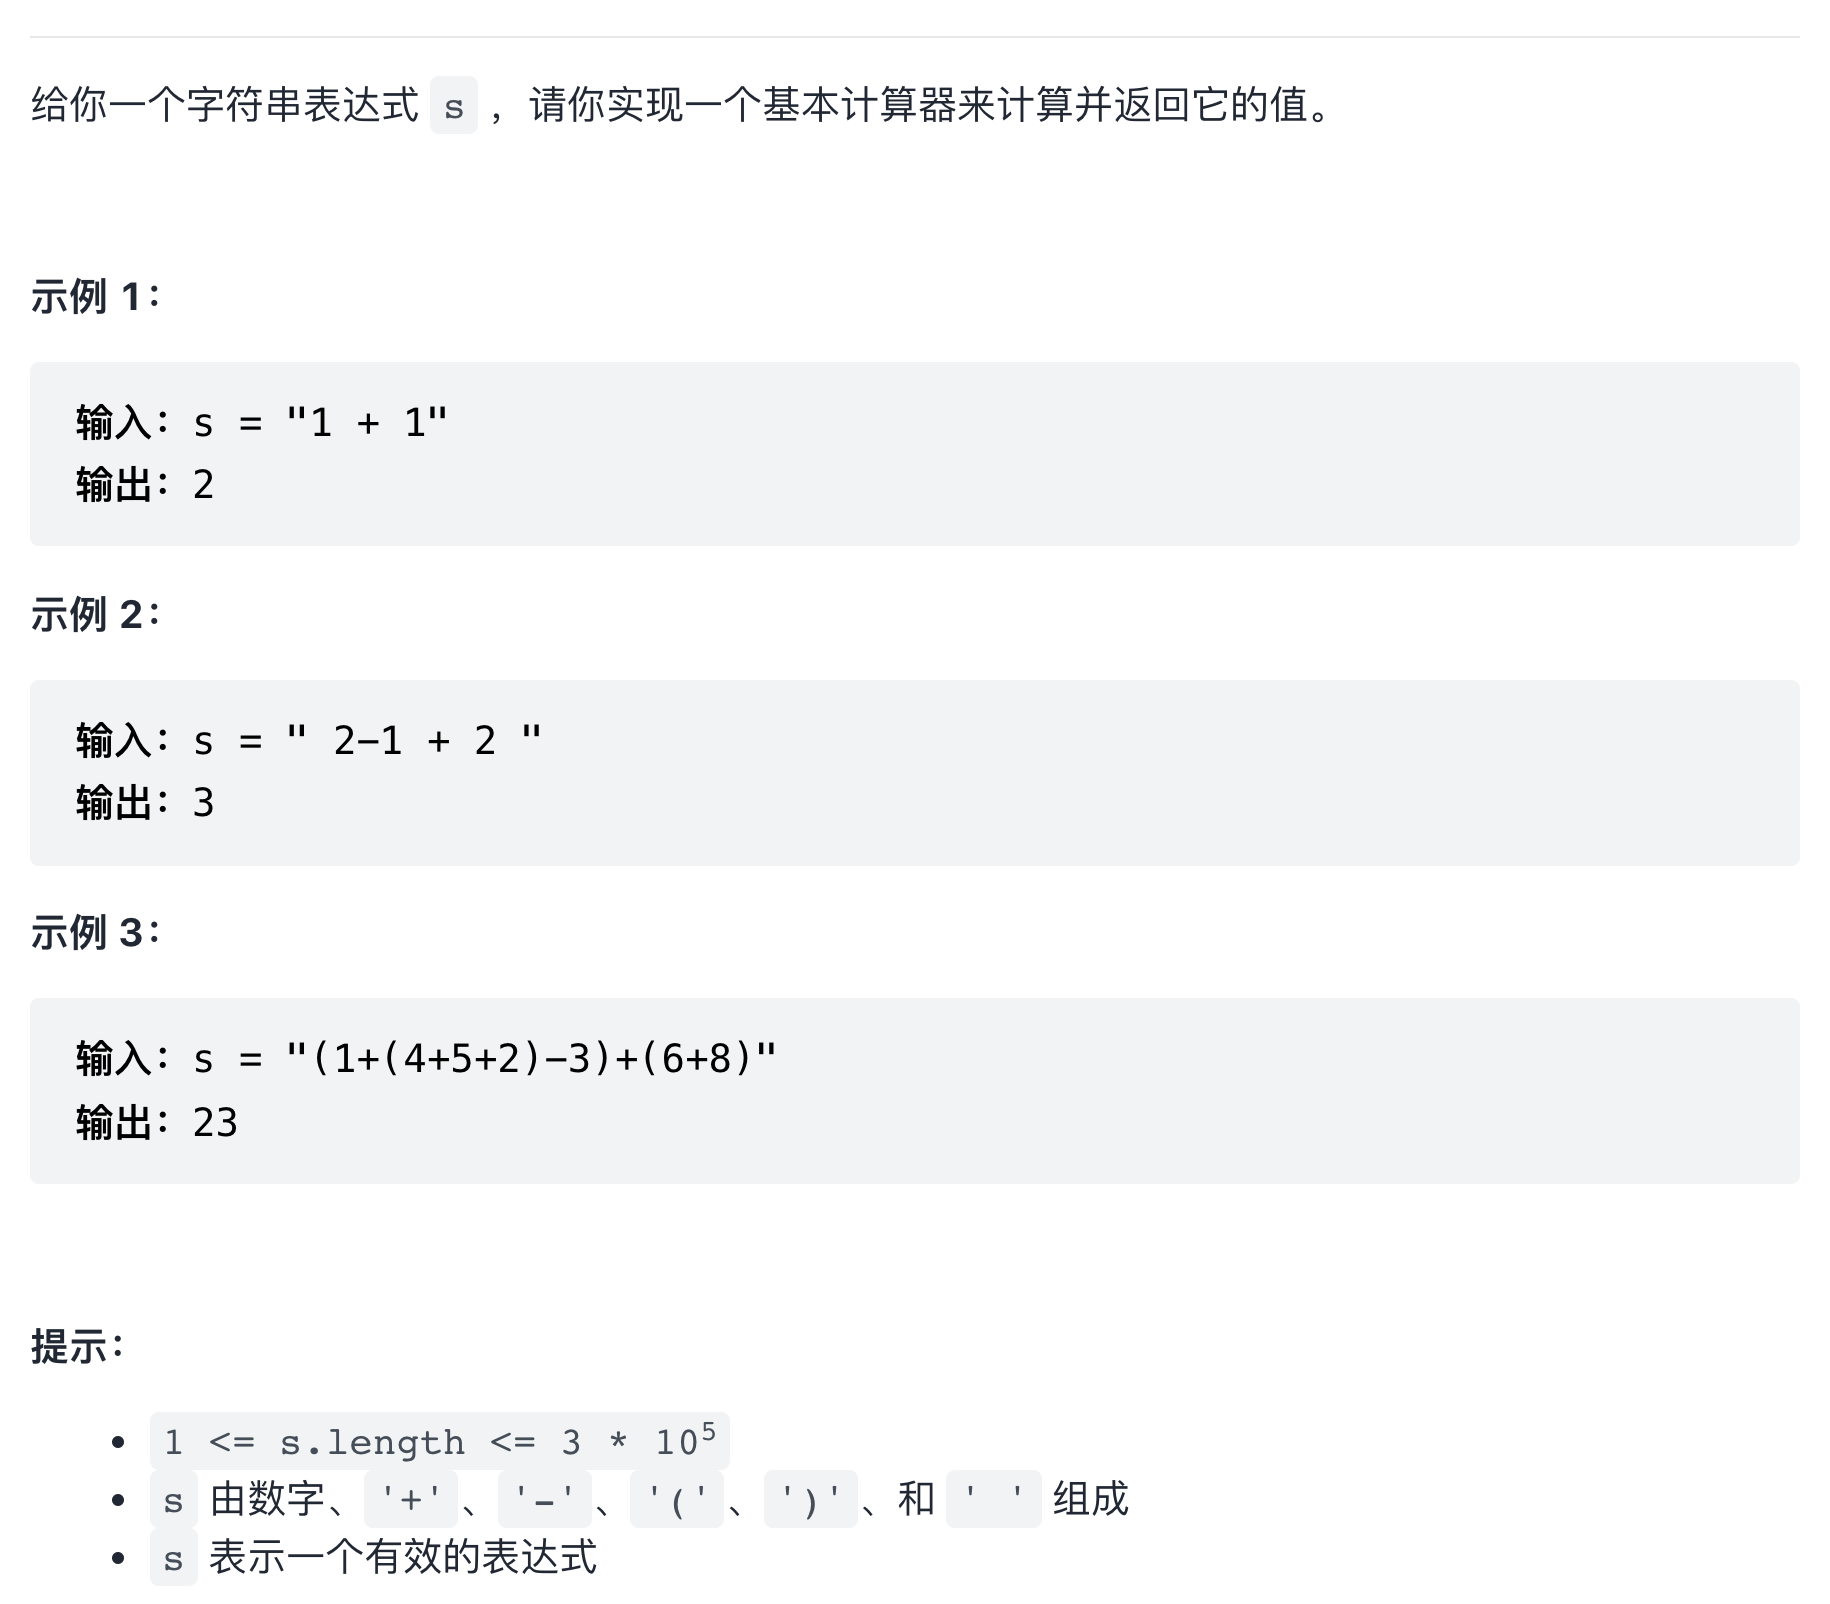 给你一个字符串表达式 s ，请你实现一个基本计算器来计算并返回它的值。
示例 1：
输入：s = "1 + 1"
输出：2
示例 2：
输入：s = " 2-1 + 2 "
输出：3
示例 3：
输入：s = "(1+(4+5+2)-3)+(6+8)"
输出：23
提示：
• 1 <= s.length <= 3 * 10⁵
• s 由数字、'+'、'-'、'('、')'、和 ' ' 组成
• s 表示一个有效的表达式